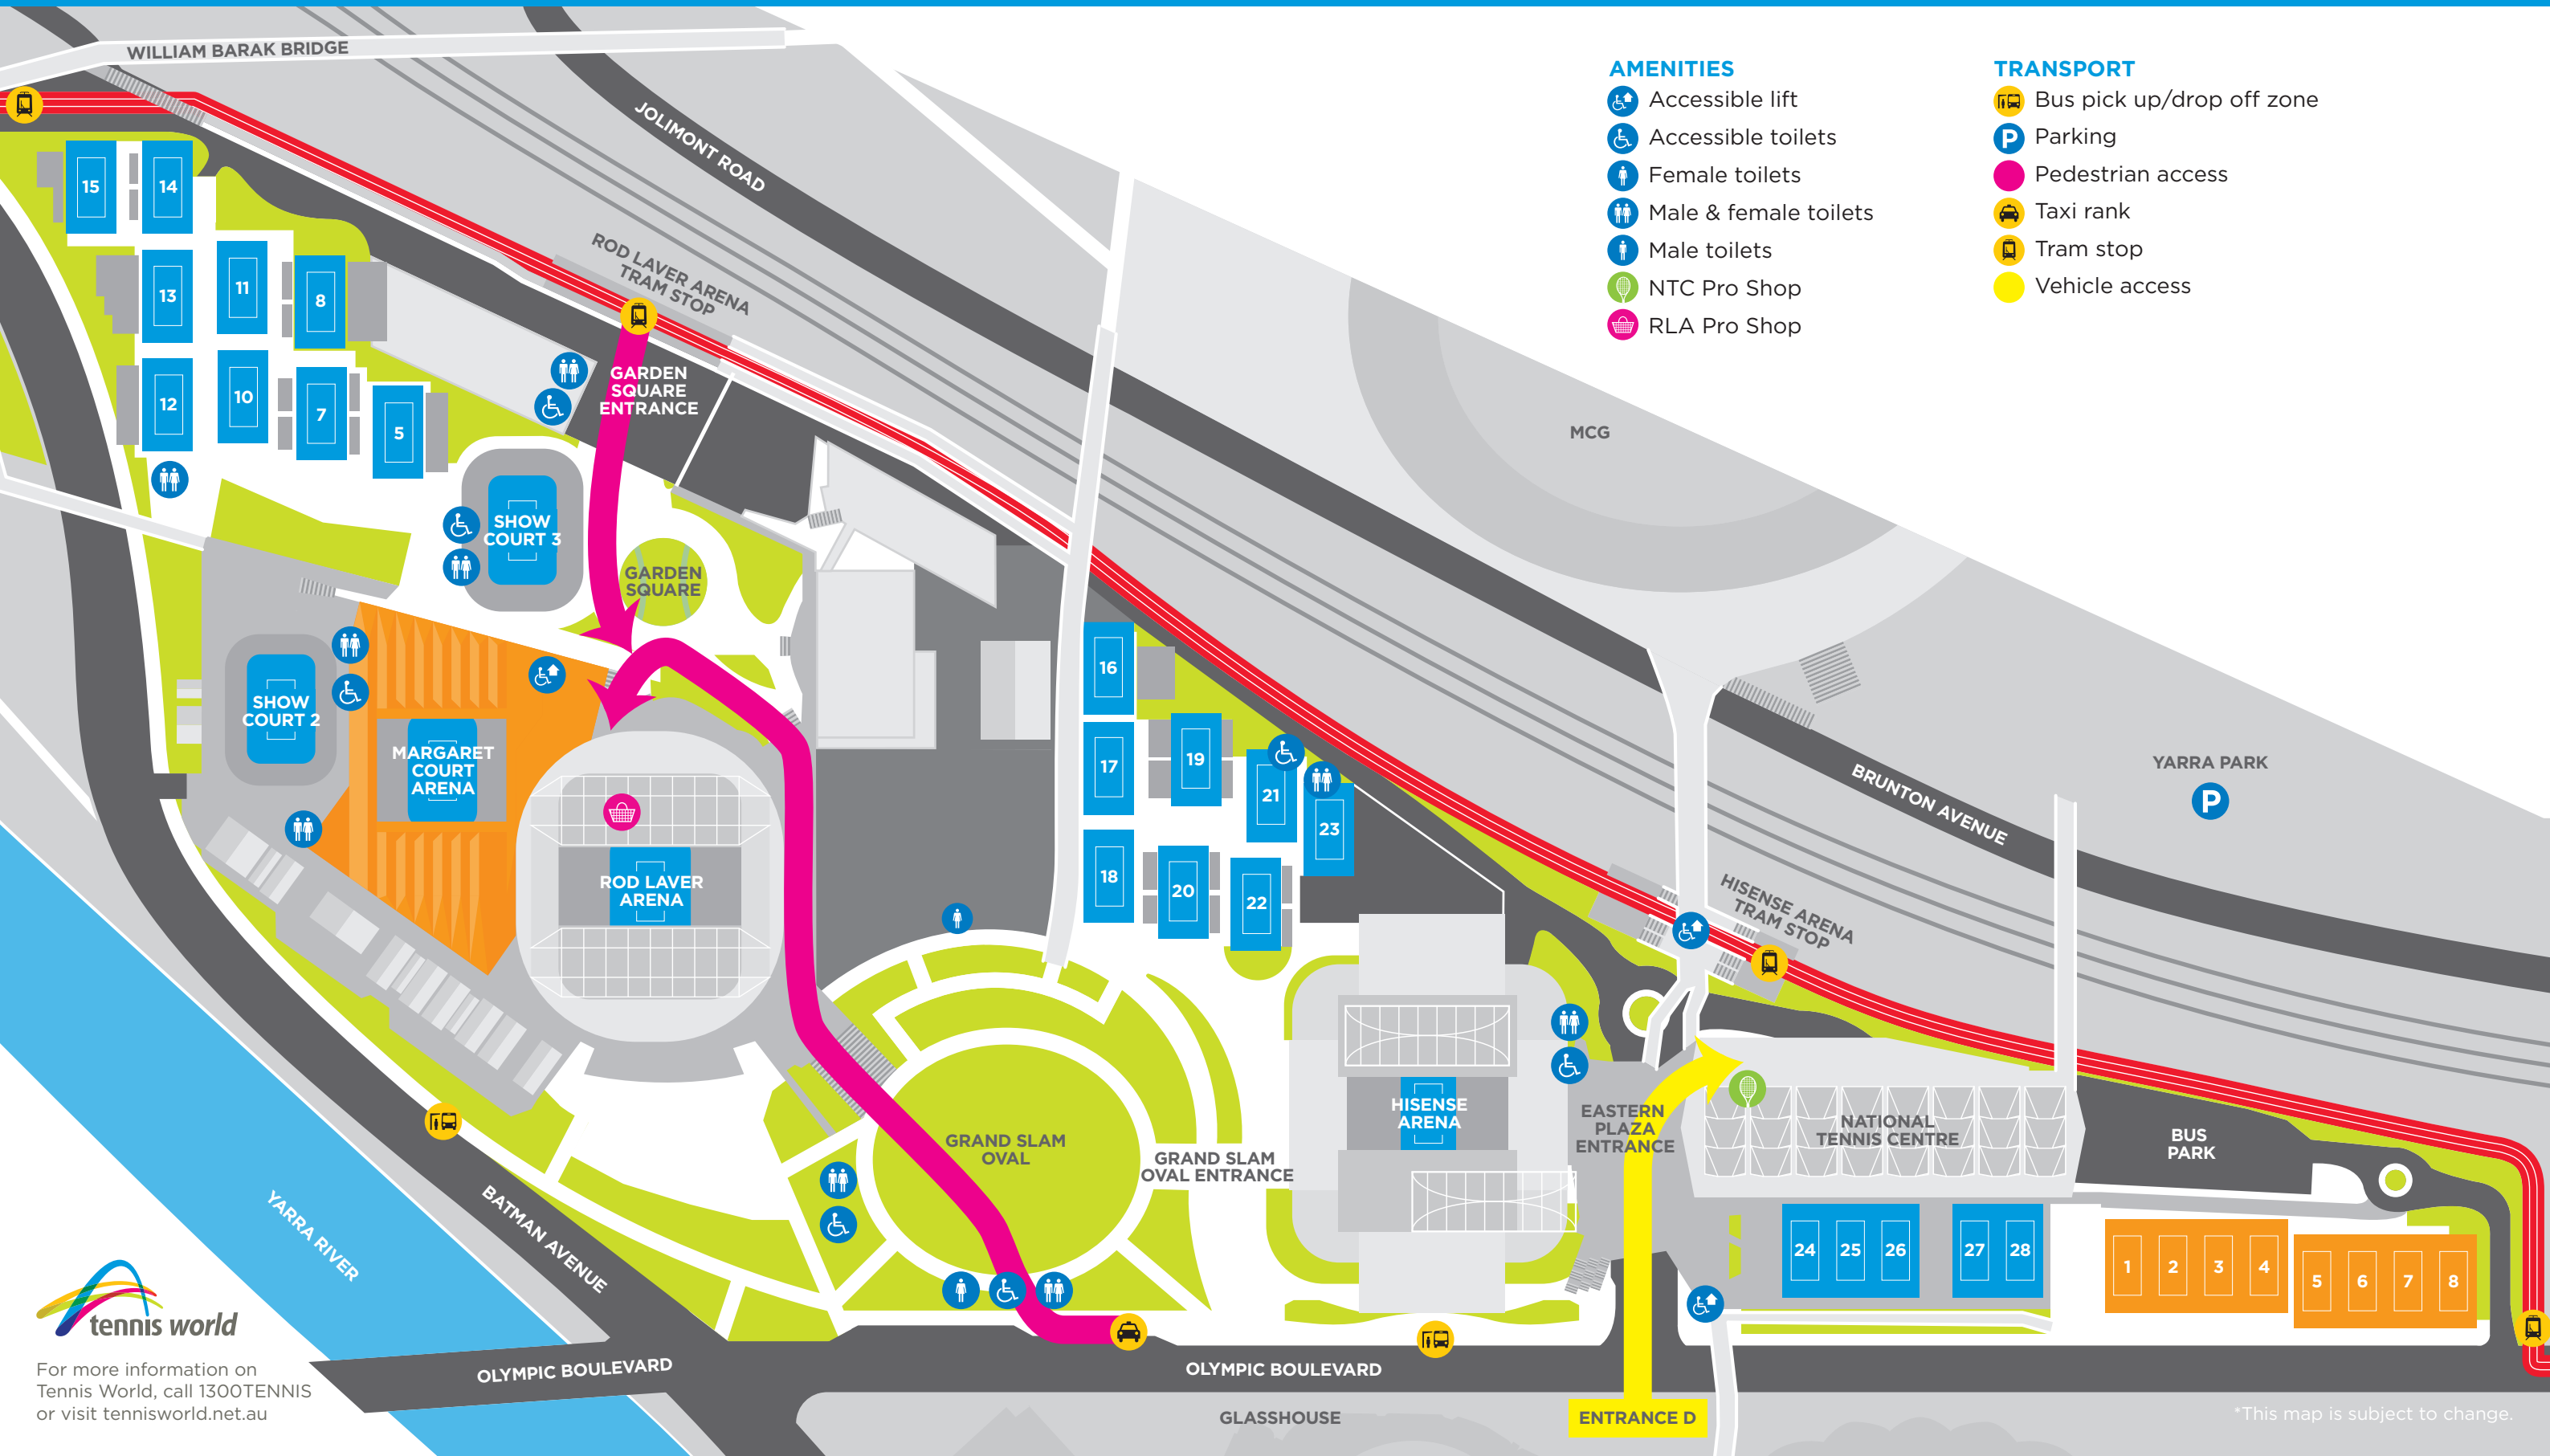 WILLIAM BARAK BRIDGE
JOLIMONT ROAD
ROD LAVER ARENA
TRAM STOP
AMENITIES
Accessible lift
Accessible toilets
Female toilets
Male & female toilets
Male toilets
NTC Pro Shop
RLA Pro Shop
TRANSPORT
Bus pick up/drop off zone
P
Parking
Pedestrian access
Taxi rank
Tram stop
Vehicle access
15
14
13
11
8
12
10
7
5
GARDEN
SQUARE
ENTRANCE
MCG
SHOW
COURT 3
GARDEN
SQUARE
SHOW
COURT 2
MARGARET
COURT
ARENA
ROD LAVER
ARENA
16
17
19
21
23
18
20
22
BRUNTON AVENUE
YARRA PARK
P
HISENSE ARENA
TRAM STOP
HISENSE
ARENA
EASTERN
PLAZA
ENTRANCE
NATIONAL
TENNIS CENTRE
BUS
PARK
GRAND SLAM
OVAL
GRAND SLAM
OVAL ENTRANCE
24
25
26
27
28
1
2
3
4
5
6
7
8
YARRA RIVER
BATMAN AVENUE
tennis world
For more information on
Tennis World, call 1300TENNIS
or visit tennisworld.net.au
OLYMPIC BOULEVARD
OLYMPIC BOULEVARD
GLASSHOUSE
ENTRANCE D
*This map is subject to change.